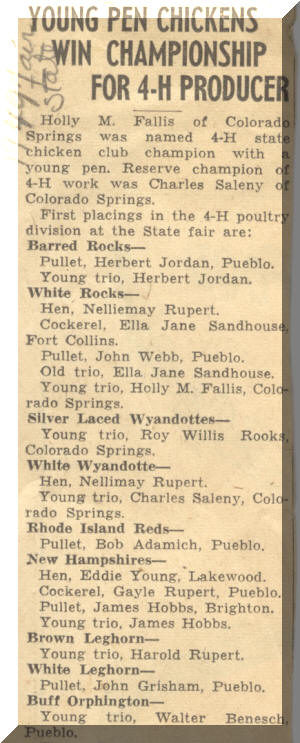 YOUNG PEN CHICKENS
WIN CHAMPIONSHIP
FOR 4-H PRODUCER
Fair
State
Holly M. Fallis of Colorado
Springs was named 4-H state
chicken club champion with a
young pen. Reserve champion of
4-H work was Charles Saleny of
Colorado Springs.
First placings in the 4-H poultry
division at the State fair are:
Barred Rocks—
Pullet, Herbert Jordan, Pueblo.
Young trio, Herbert Jordan.
White Rocks—
Hen, Nelliemay Rupert.
Cockerel, Ella Jane Sandhouse,
Fort Collins.
Pullet, John Webb, Pueblo.
Old trio, Ella Jane Sandhouse.
Young trio, Holly M. Fallis, Colo-
rado Springs.
Silver Laced Wyandottes—
Young trio, Roy Willis Rooks,
Colorado Springs.
White Wyandotte—
Hen, Nellimay Rupert.
Young trio, Charles Saleny, Colo-
rado Springs.
Rhode Island Reds—
Pullet, Bob Adamich, Pueblo.
New Hampshires—
Hen, Eddie Young, Lakewood.
Cockerel, Gayle Rupert, Pueblo.
Pullet, James Hobbs, Brighton.
Young trio, James Hobbs.
Brown Leghorn—
Young trio, Harold Rupert.
White Leghorn—
Pullet, John Grisham, Pueblo.
Buff Orphington—
Young trio, Walter Benesch,
Pueblo.